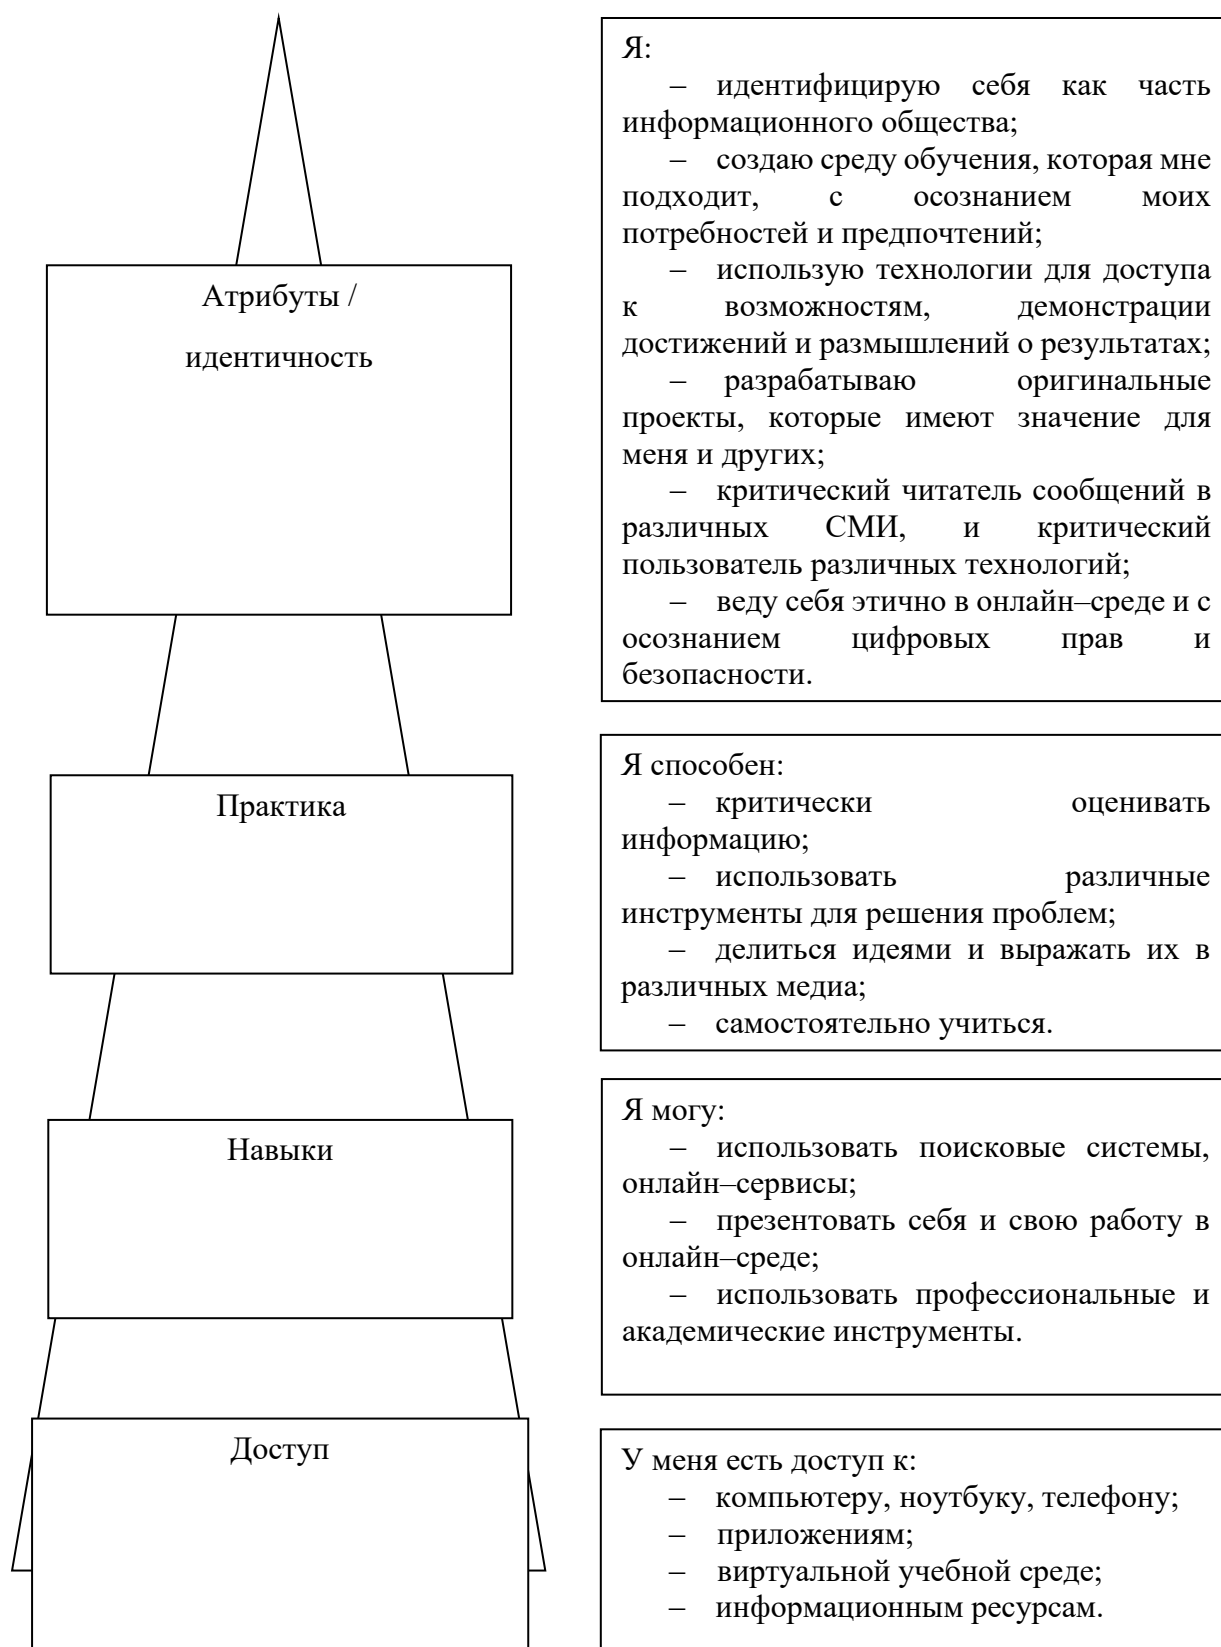 Атрибуты /
идентичность
Я:
– идентифицирую себя как часть
информационного общества;
– создаю среду обучения, которая мне
подходит, с осознанием моих
потребностей и предпочтений;
– использую технологии для доступа
к возможностям, демонстрации
достижений и размышлений о результатах;
– разрабатываю оригинальные
проекты, которые имеют значение для
меня и других;
– критический читатель сообщений в
различных СМИ, и критический
пользователь различных технологий;
– веду себя этично в онлайн–среде и с
осознанием цифровых прав и
безопасности.
Практика
Я способен:
– критически оценивать
информацию;
– использовать различные
инструменты для решения проблем;
– делиться идеями и выражать их в
различных медиа;
– самостоятельно учиться.
Навыки
Я могу:
– использовать поисковые системы,
онлайн–сервисы;
– презентовать себя и свою работу в
онлайн–среде;
– использовать профессиональные и
академические инструменты.
Доступ
У меня есть доступ к:
– компьютеру, ноутбуку, телефону;
– приложениям;
– виртуальной учебной среде;
– информационным ресурсам.